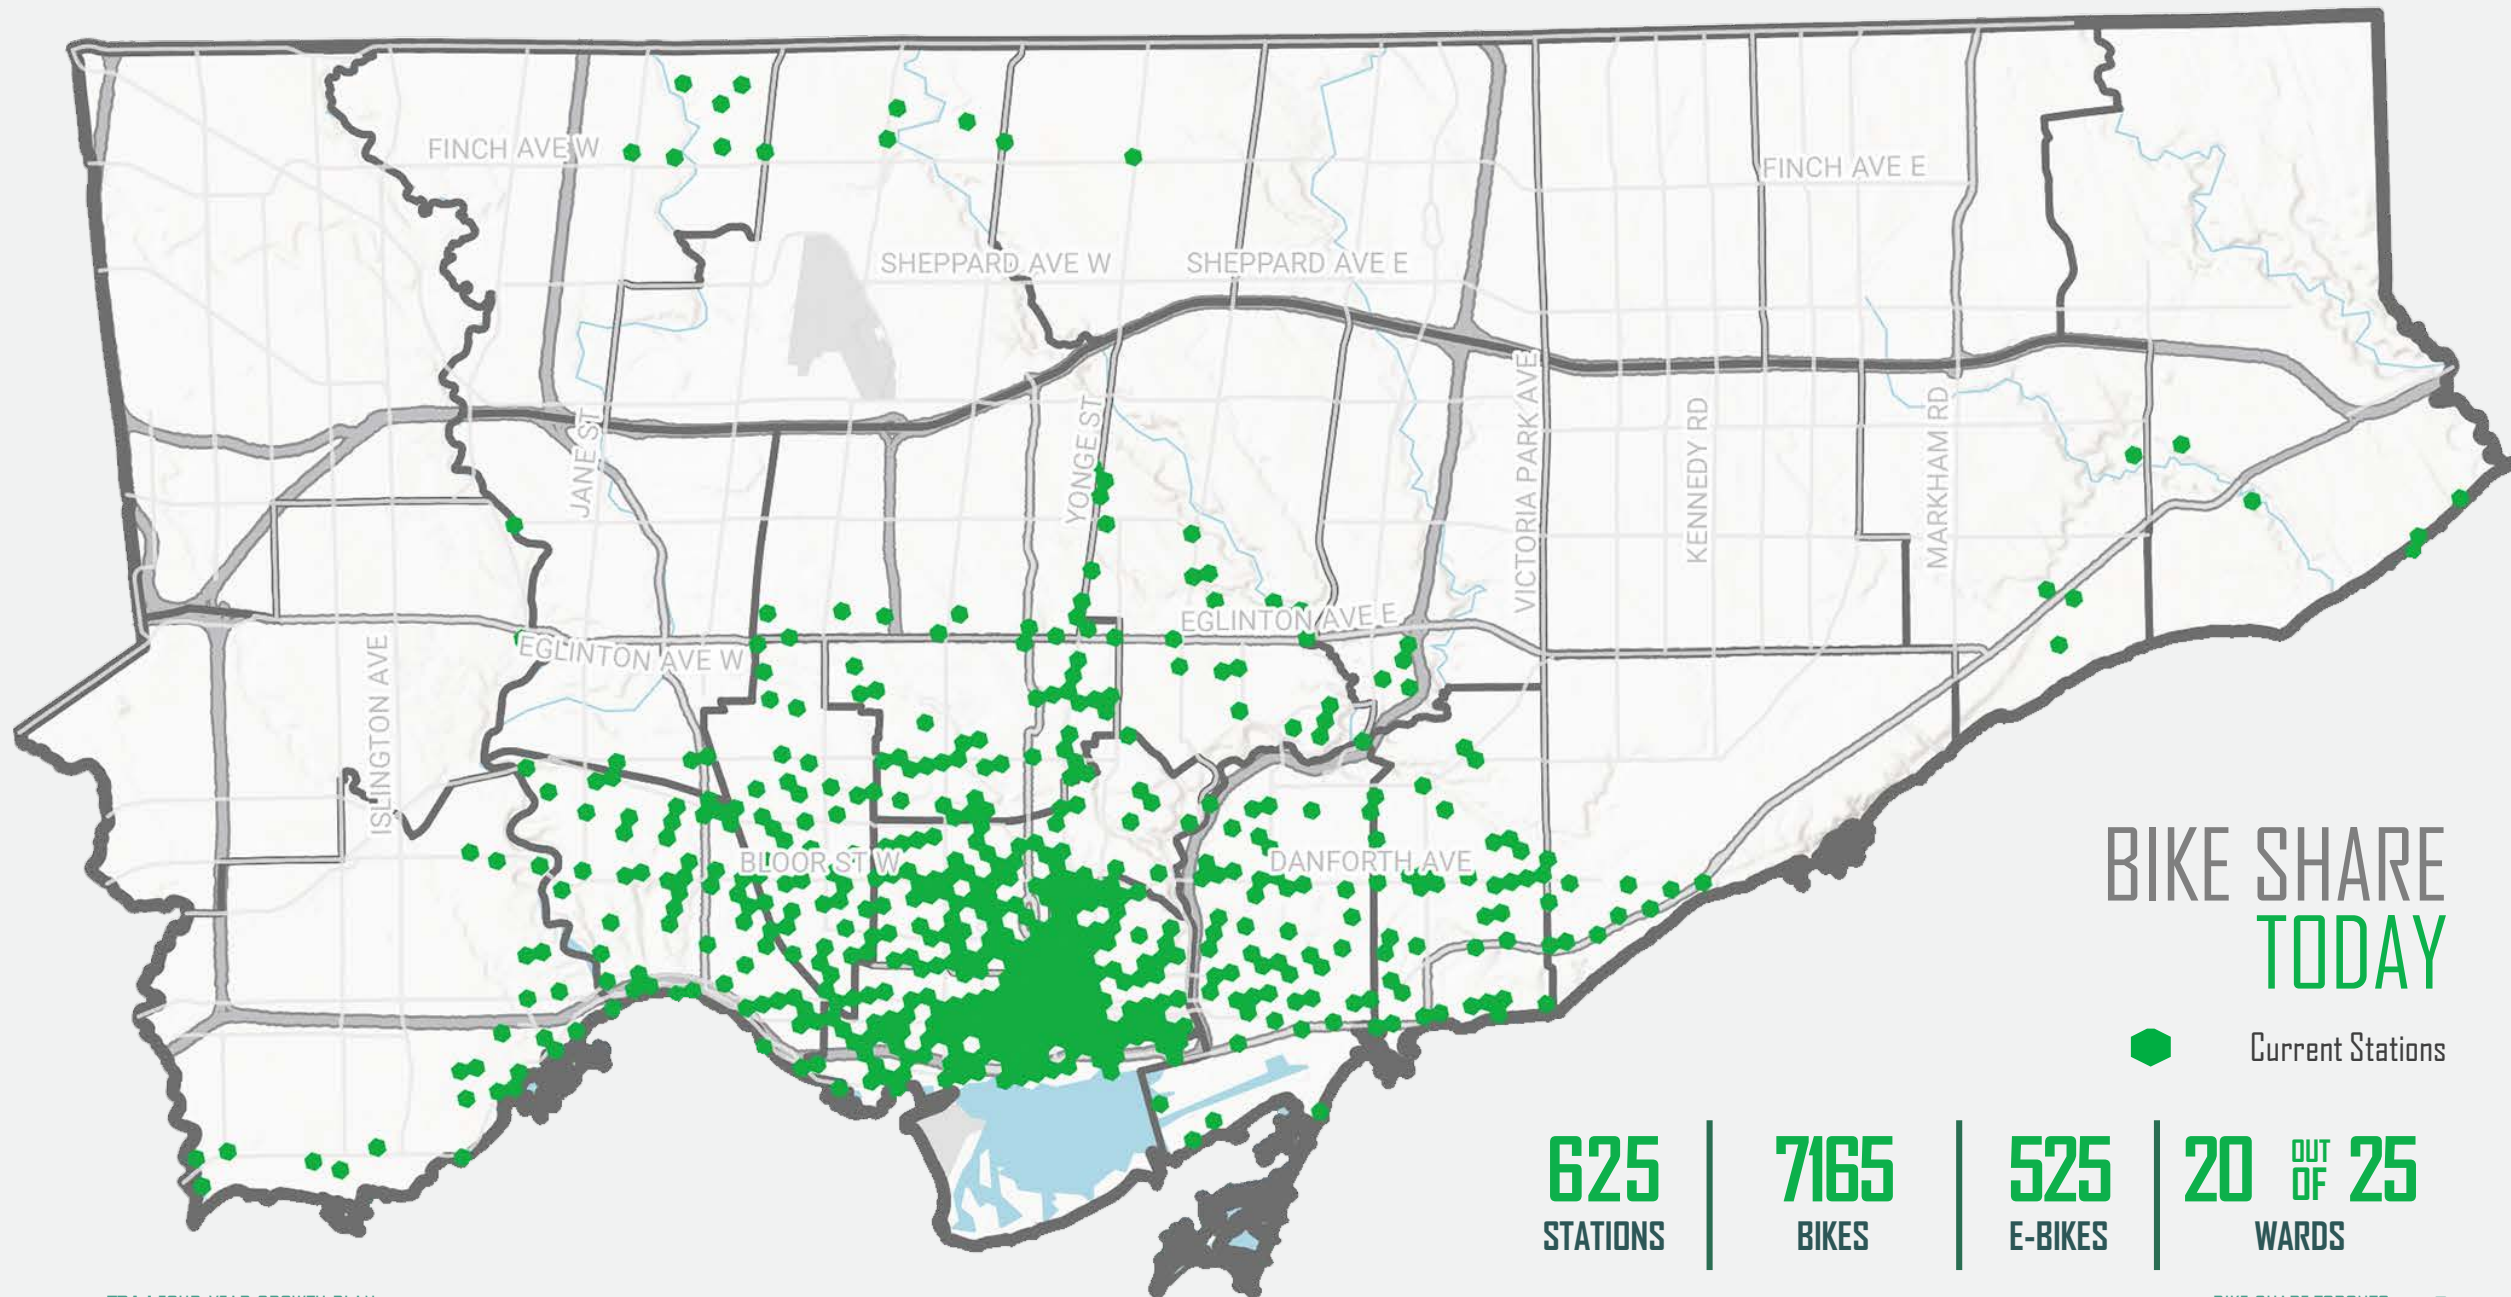 FINCH AVE W
FINCH AVE E
SHEPPARD AVE W
SHEPPARD AVE E
JANE ST
YONGE ST
VICTORIA PARK AVE
KENNEDY RD
MARKHAM RD
EGLINTON AVE E
EGLINTON AVE W
ISLINGTON AVE
BLOOR ST W
DANFORTH AVE
BIKE SHARE
TODAY
Current Stations
625
STATIONS
7165
BIKES
525
E-BIKES
20 OUT OF 25
WARDS